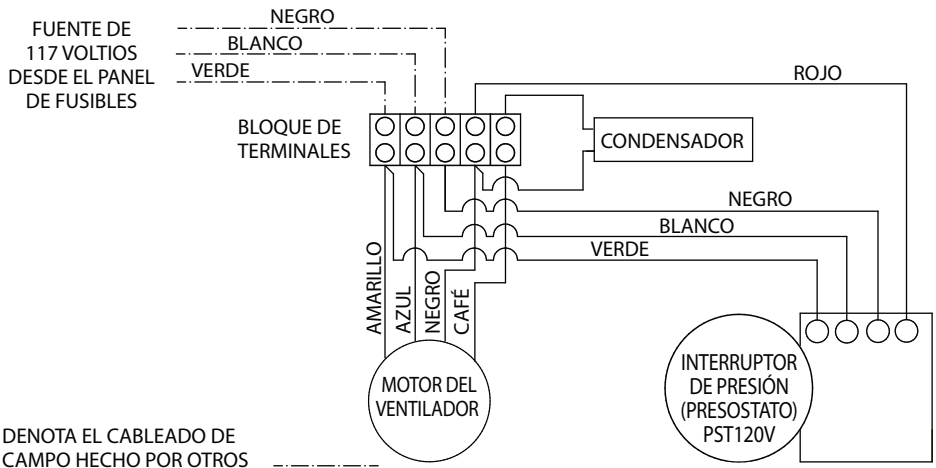 FUENTE DE
117 VOLTIOS
DESDE EL PANEL
DE FUSIBLES
NEGRO
BLANCO
VERDE
ROJO
BLOQUE DE
TERMINALES
CONDENSADOR
NEGRO
BLANCO
VERDE
AMARILLO
AZUL
NEGRO
CAFÉ
MOTOR DEL
VENTILADOR
INTERRUPTOR
DE PRESIÓN
(PRESOSTATO)
PST120V
DENOTA EL CABLEADO DE
CAMPO HECHO POR OTROS